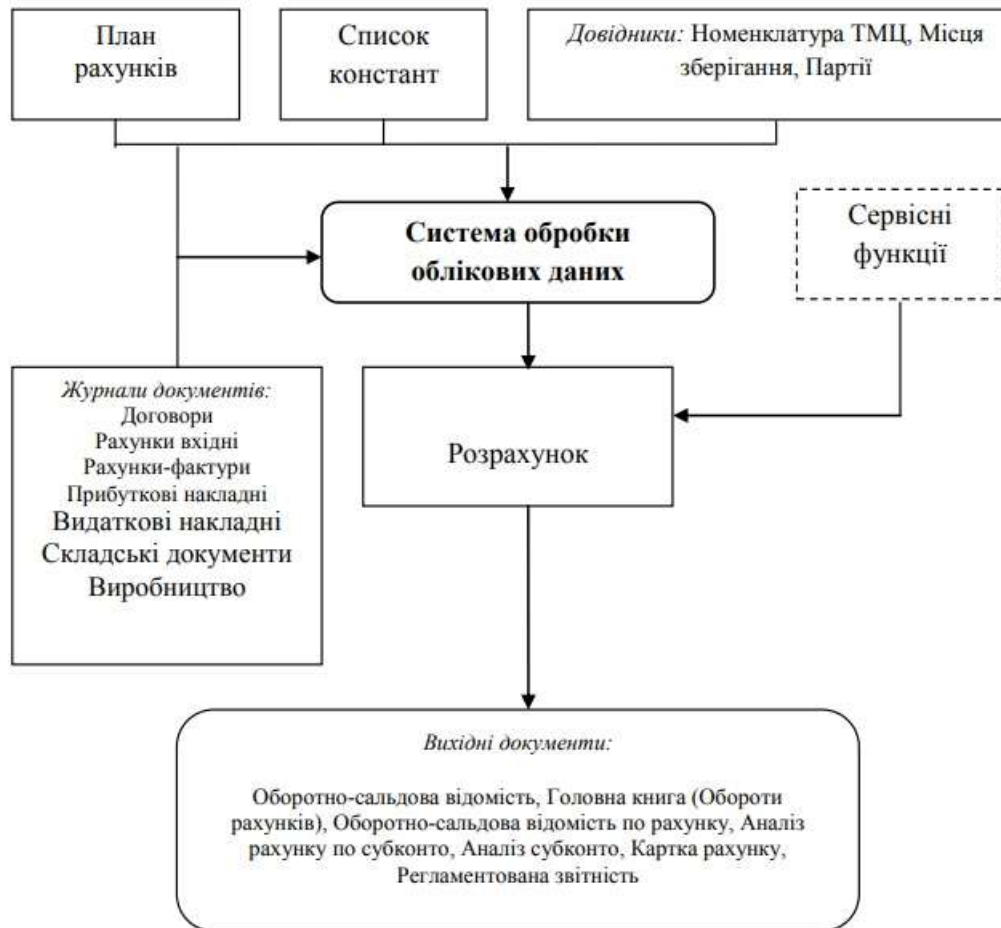 План
рахунків
Список
констант
Довідники: Номенклатура ТМЦ, Місця
зберігання, Партії
Система обробки
облікових даних
Сервісні
функції
Журнали документів:
Договори
Рахунки вхідні
Рахунки-фактури
Прибуткові накладні
Видаткові накладні
Складські документи
Виробництво
Розрахунок
Вихідні документи:
Оборотно-сальдова відомість, Головна книга (Обороти
рахунків), Оборотно-сальдова відомість по рахунку, Аналіз
рахунку по субконто, Аналіз субконто, Картка рахунку,
Регламентована звітність